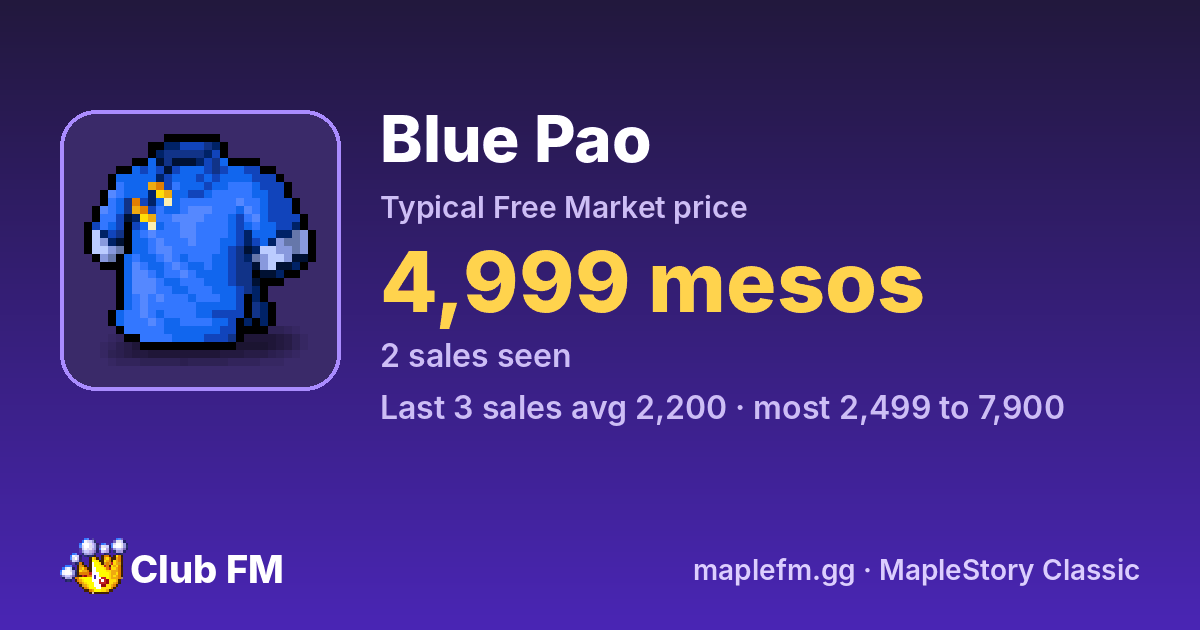 Blue Pao
Typical Free Market price
4,999 mesos
2 sales seen
Last 3 sales avg 2,200 · most 2,499 to 7,900
Club FM
maplefm.gg · MapleStory Classic